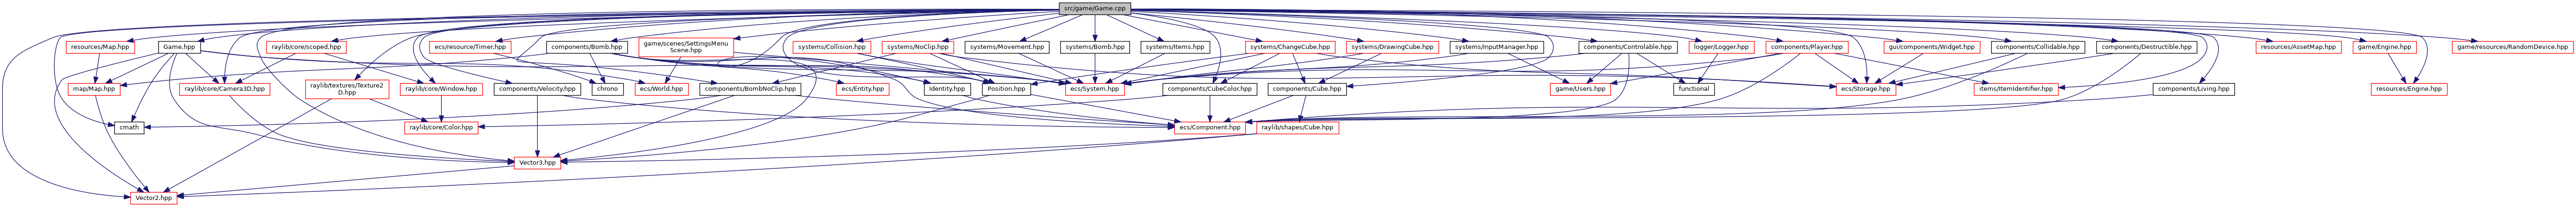 src/game/Game.cpp
resources/Map.hpp
Game.hpp
raylib/core/scoped.hpp
ecs/resource/Timer.hpp
components/Bomb.hpp
game/scenes/SettingsMenu
Scene.hpp
systems/Collision.hpp
systems/NoClip.hpp
systems/Movement.hpp
systems/Bomb.hpp
systems/Items.hpp
systems/ChangeCube.hpp
systems/DrawingCube.hpp
systems/InputManager.hpp
components/Controlable.hpp
logger/Logger.hpp
components/Player.hpp
gui/components/Widget.hpp
components/Collidable.hpp
components/Destructible.hpp
resources/AssetMap.hpp
game/Engine.hpp
game/resources/RandomDevice.hpp
map/Map.hpp
raylib/core/Camera3D.hpp
raylib/textures/Texture2
D.hpp
raylib/core/Window.hpp
components/Velocity.hpp
chrono
ecs/World.hpp
components/BombNoClip.hpp
ecs/Entity.hpp
Identity.hpp
Position.hpp
ecs/System.hpp
components/CubeColor.hpp
components/Cube.hpp
game/Users.hpp
functional
ecs/Storage.hpp
items/ItemIdentifier.hpp
components/Living.hpp
resources/Engine.hpp
cmath
raylib/core/Color.hpp
ecs/Component.hpp
raylib/shapes/Cube.hpp
Vector3.hpp
Vector2.hpp